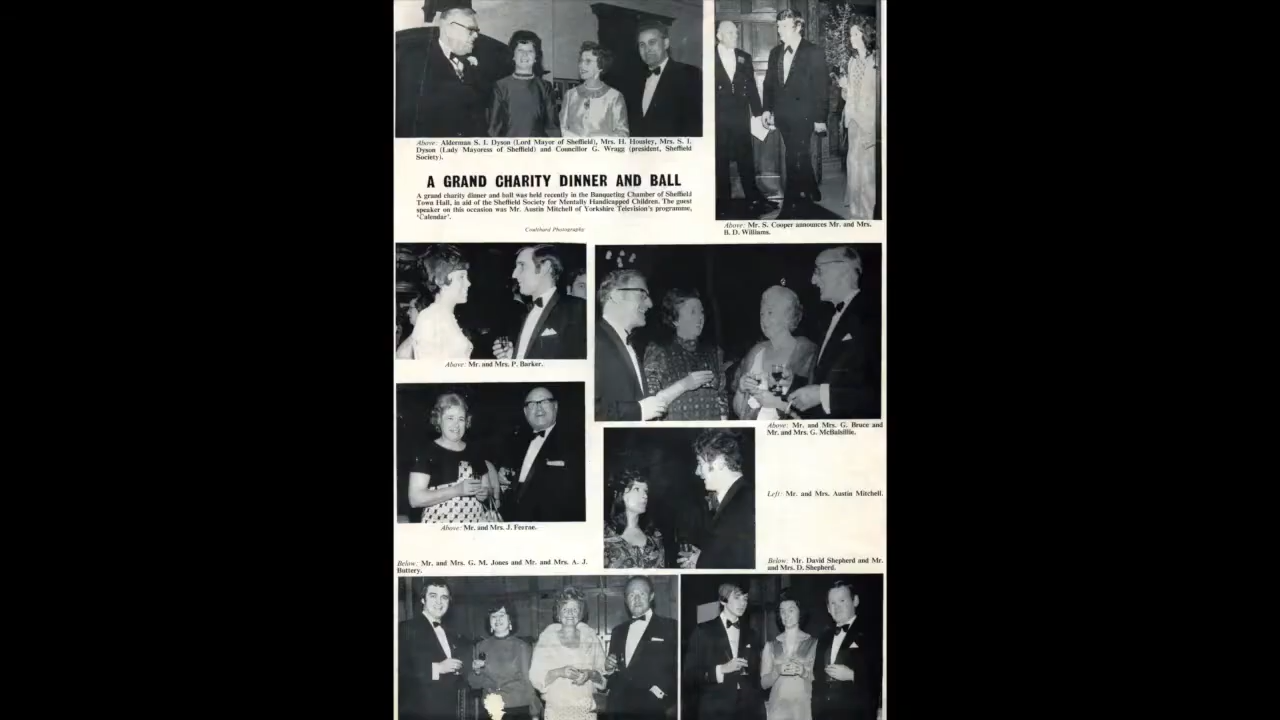 Above: Alderman S. I. Dyson (Lord Mayor of Sheffield), Mrs. H. Housley, Mrs. S. I.
Dyson (Lady Mayoress of Sheffield) and Councillor G. Wragg (president, Sheffield
Society).
A GRAND CHARITY DINNER AND BALL
A grand charity dinner and ball was held recently in the Banqueting Chamber of Sheffield
Town Hall, in aid of the Sheffield Society for Mentally Handicapped Children. The guest
speaker on this occasion was Mr. Austin Mitchell of Yorkshire Television's programme,
'Calendar'.
Coulthard Photography
Above: Mr. S. Cooper announces Mr. and Mrs.
B. D. Williams.
Above: Mr. and Mrs. P. Barker.
Above: Mr. and Mrs. G. Bruce and
Mr. and Mrs. G. McBalsillie.
Above: Mr. and Mrs. J. Feerae.
Left: Mr. and Mrs. Austin Mitchell.
Below: Mr. and Mrs. G. M. Jones and Mr. and Mrs. A. J.
Buttery.
Below: Mr. David Shepherd and Mr.
and Mrs. D. Shepherd.